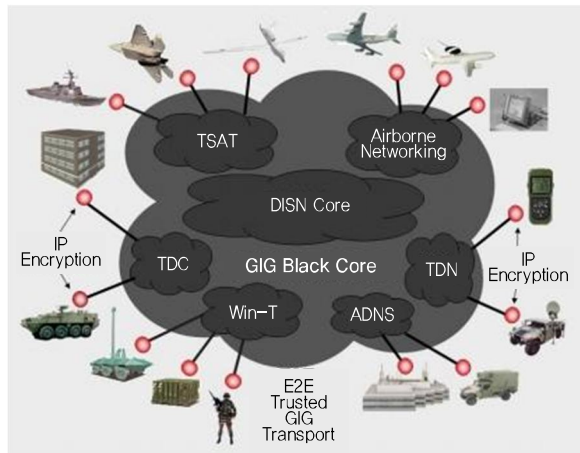 TSAT
Airborne
Networking
DISN Core
IP
Encryption
TDC
GIG Black Core
TDN
IP
Encryption
Win-T
ADNS
E2E
Trusted
GIG
Transport